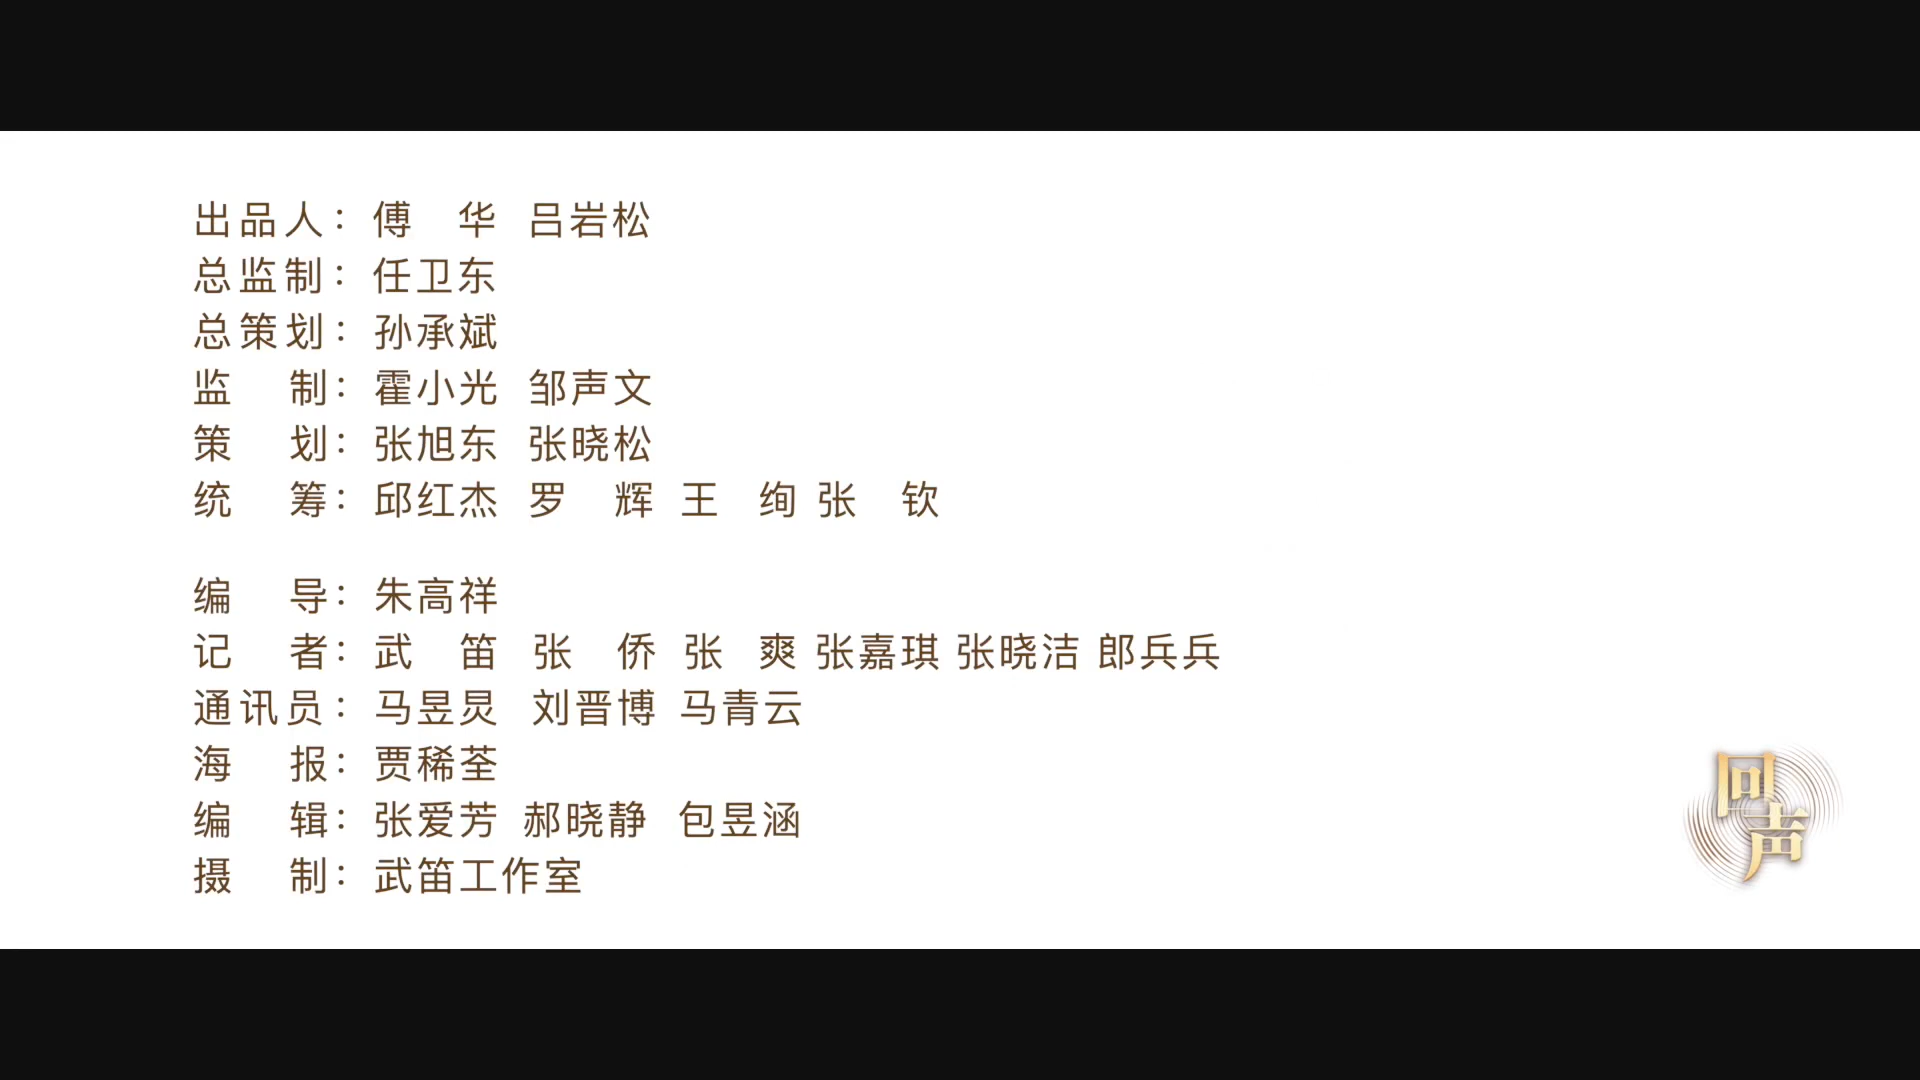 出品人：傅　华　吕岩松
总监制：任卫东
总策划：孙承斌
监　制：霍小光　邹声文
策　划：张旭东　张晓松
统　筹：邱红杰　罗　辉　王　绚　张　钦
编　导：朱高祥
记　者：武　笛　张　侨　张　爽　张嘉琪　张晓洁　郎兵兵
通讯员：马昱炅　刘晋博　马青云
海　报：贾稀荃
编　辑：张爱芳　郝晓静　包昱涵
摄　制：武笛工作室
回声